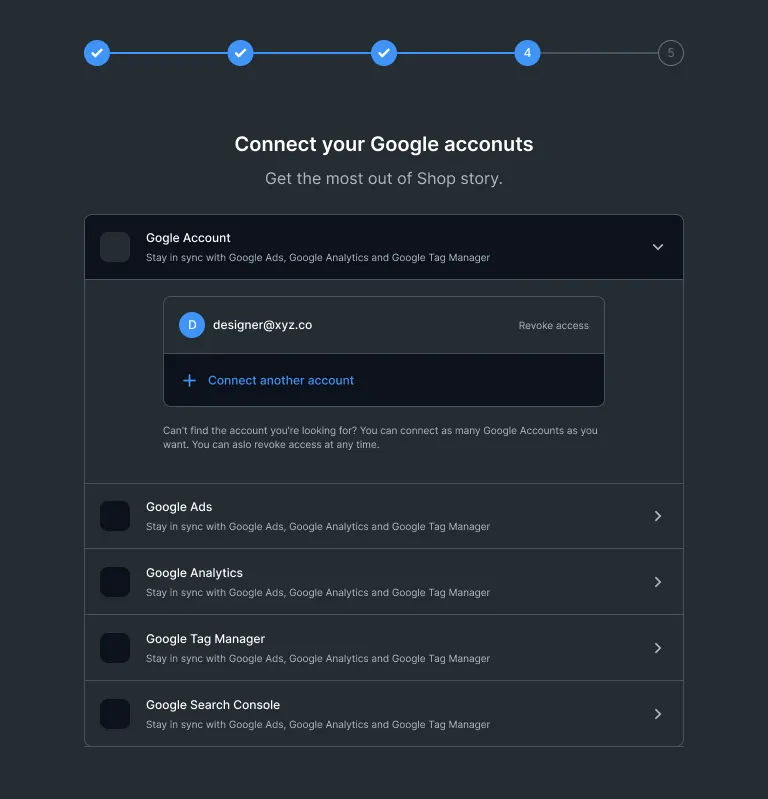 4
5
Connect your Google acconuts
Get the most out of Shop story.
Gogle Account
Stay in sync with Google Ads, Google Analytics and Google Tag Manager
D
designer@xyz.co
Revoke access
Connect another account
Can't find the account you're looking for? You can connect as many Google Accounts as you
want. You can aslo revoke access at any time.
Google Ads
Stay in sync with Google Ads, Google Analytics and Google Tag Manager
Google Analytics
Stay in sync with Google Ads, Google Analytics and Google Tag Manager
Google Tag Manager
Stay in sync with Google Ads, Google Analytics and Google Tag Manager
Google Search Console
Stay in sync with Google Ads, Google Analytics and Google Tag Manager